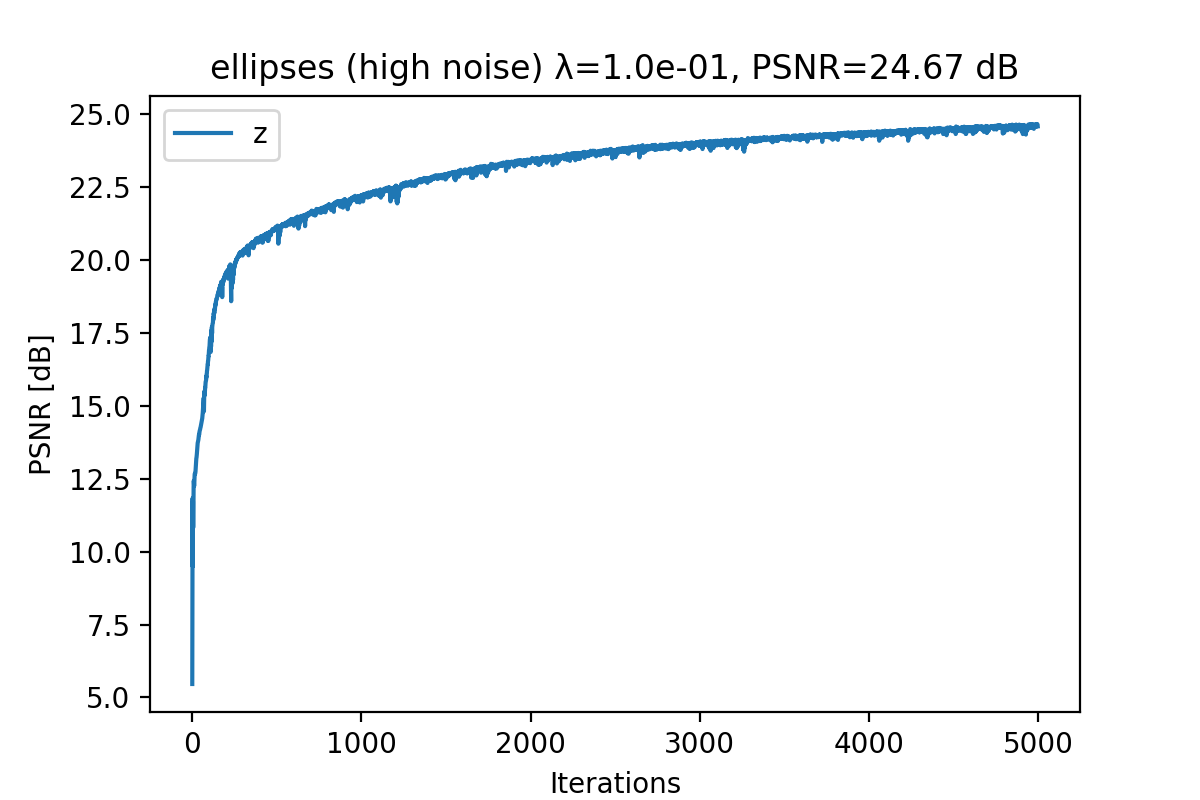 ellipses (high noise) λ=1.0e-01, PSNR=24.67 dB
z
PSNR [dB]
25.0
22.5
20.0
17.5
15.0
12.5
10.0
7.5
5.0
0 1000 2000 3000 4000 5000
Iterations